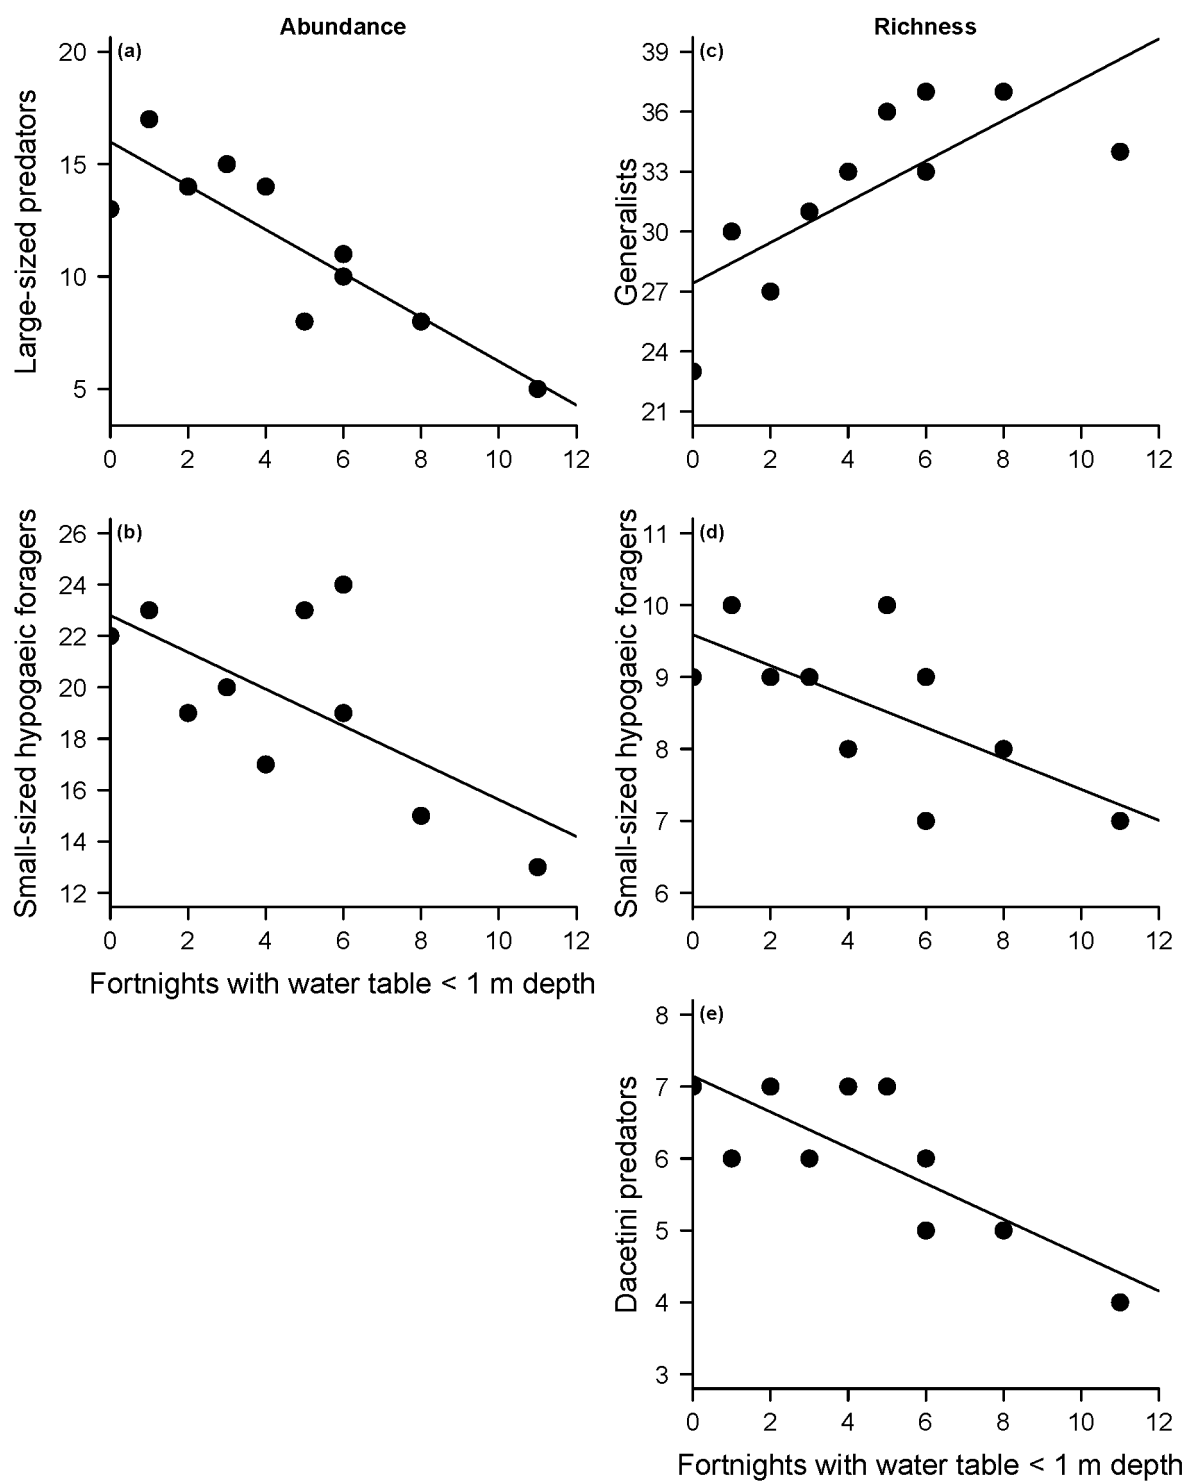 Abundance
(a)
Large-sized predators
20
15
10
5
0 2 4 6 8 10 12
Richness
(c)
Generalists
39
36
33
30
27
24
21
0 2 4 6 8 10 12
(b)
Small-sized hypogaeic foragers
26
24
22
20
18
16
14
12
0 2 4 6 8 10 12
Fortnights with water table < 1 m depth
(d)
Small-sized hypogaeic foragers
11
10
9
8
7
6
0 2 4 6 8 10 12
(e)
Dacetini predators
8
7
6
5
4
3
0 2 4 6 8 10 12
Fortnights with water table < 1 m depth